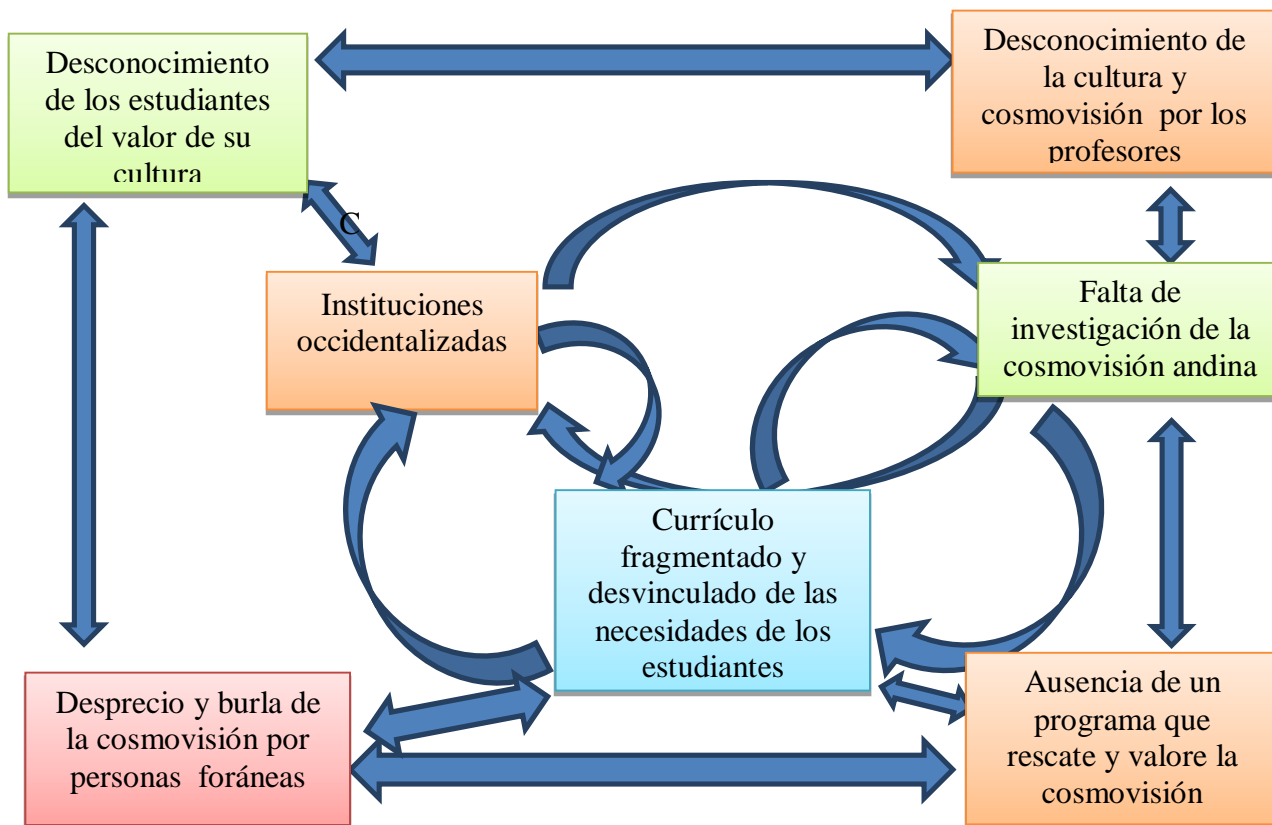 Desconocimiento
de los estudiantes
del valor de su
cultura
Desconocimiento de
la cultura y
cosmovisión por los
profesores
C
Instituciones
occidentalizadas
Falta de
investigación de la
cosmovisión andina
Currículo
fragmentado y
desvinculado de las
necesidades de los
estudiantes
Desprecio y burla de
la cosmovisión por
personas foráneas
Ausencia de un
programa que
rescate y valore la
cosmovisión